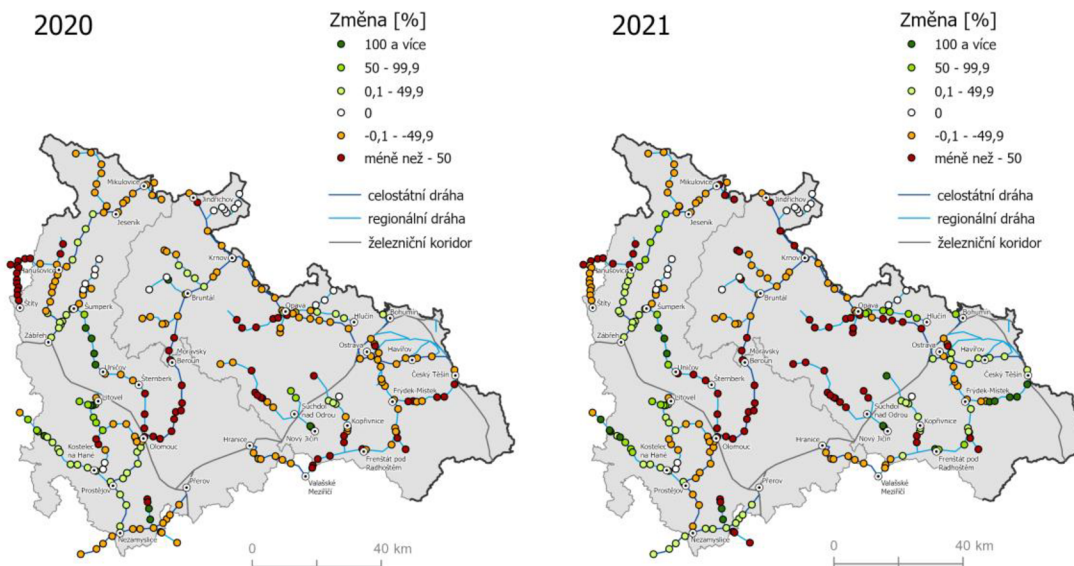 2020
Změna [%]
100 a více
50 - 99,9
0,1 - 49,9
0
-0,1 - -49,9
méně než - 50
celostátní dráha
regionální dráha
železniční koridor
Mikulovice
Jeseník
Jindřichov
Hanušovice
Krnov
Štíty
Šumperk
Bruntál
Opava
Hlučín
Bohumín
Zábřeh
Ostrava
Havířov
Moravský
Beroun
Český Těšín
Uničov
Šternberk
Frýdek-Místek
Litovel
Suchdol
nad Odrou
Kopřivnice
Olomouc
Kostelec
na Hané
Hranice
Nový Jičín
Frenštát pod
Radhoštěm
Prostějov
Přerov
Valašské
Meziříčí
Nezamyslice
0
40 km
2021
Změna [%]
100 a více
50 - 99,9
0,1 - 49,9
0
-0,1 - -49,9
méně než - 50
celostátní dráha
regionální dráha
železniční koridor
Mikulovice
Jeseník
Jindřichov
Hanušovice
Krnov
Štíty
Šumperk
Bruntál
Opava
Hlučín
Bohumín
Zábřeh
Ostrava
Havířov
Moravský
Beroun
Český Těšín
Uničov
Šternberk
Frýdek-Místek
Litovel
Suchdol
nad Odrou
Kopřivnice
Olomouc
Kostelec
na Hané
Hranice
Nový Jičín
Frenštát pod
Radhoštěm
Prostějov
Přerov
Valašské
Meziříčí
Nezamyslice
0
40 km